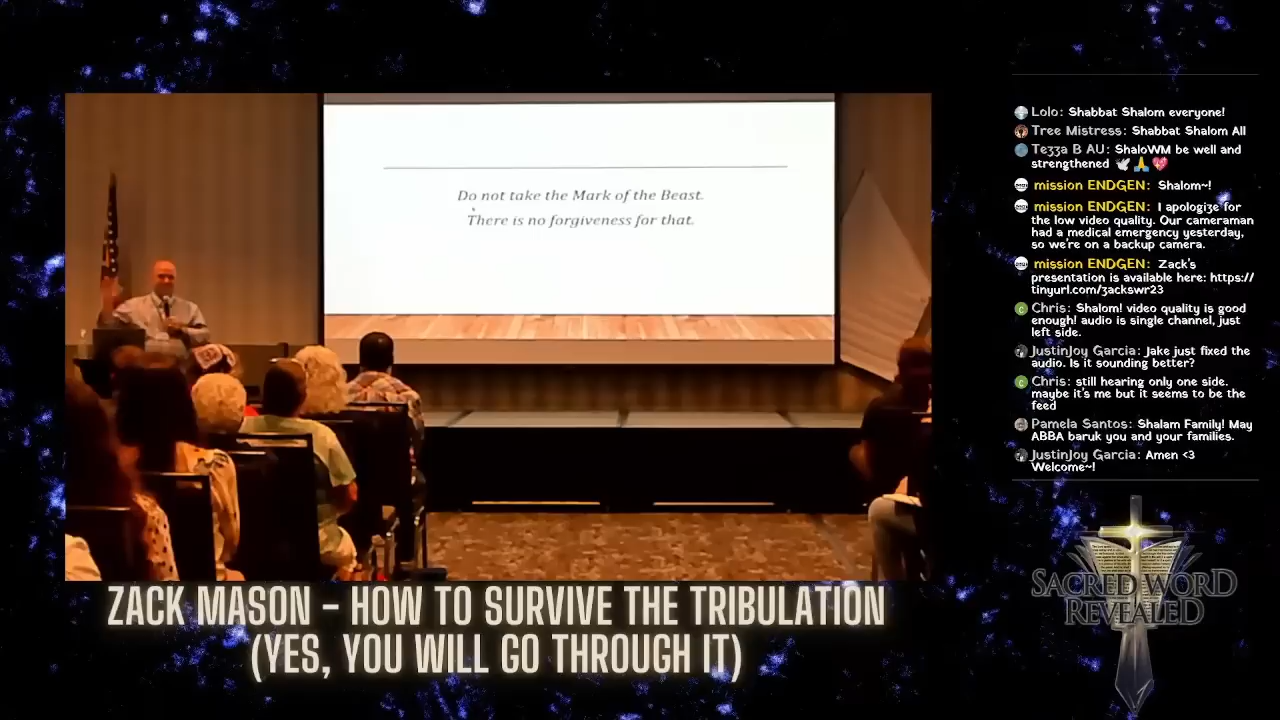 Do not take the Mark of the Beast.
There is no forgiveness for that.
ZACK MASON - HOW TO SURVIVE THE TRIBULATION
(YES, YOU WILL GO THROUGH IT)
Lolo: Shabbat Shalom everyone!
Tree Mistress: Shabbat Shalom All
Te33a B AU: ShaloWM be well and
strengthened 🕊️ 🙏 💖
mission ENDGEN: Shalom~!
mission ENDGEN: I apologize for
the low video quality. Our cameraman
had a medical emergency yesterday,
so we're on a backup camera.
mission ENDGEN: Zack's
presentation is available here: https://
tinyurl.com/zackswr23
Chris: Shalom! video quality is good
enough! audio is single channel, just
left side.
JustinJoy Garcia: Jake just fixed the
audio. Is it sounding better?
Chris: still hearing only one side.
maybe it's me but it seems to be the
feed
Pamela Santos: Shalam Family! May
ABBA baruk you and your families.
JustinJoy Garcia: Amen <3
Welcome~!
SACRED WORD
REVEALED